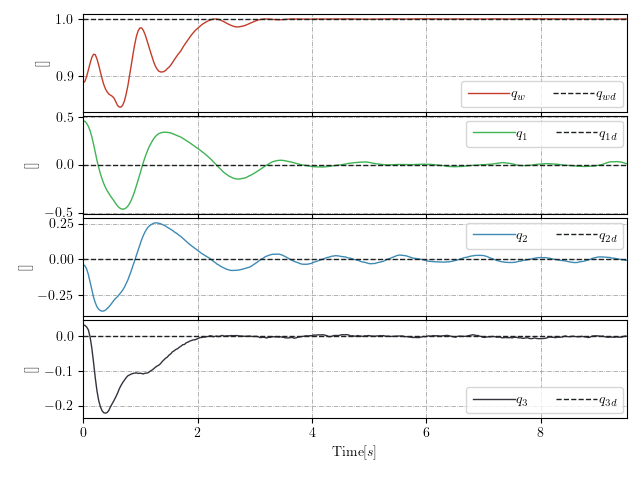 1.0
0.9
[]
q_w q_wd
0.5
0.0
−0.5
[]
q_1 q_1d
0.25
0.00
−0.25
[]
q_2 q_2d
0.0
−0.1
−0.2
[]
q_3 q_3d
0 2 4 6 8
Time[s]